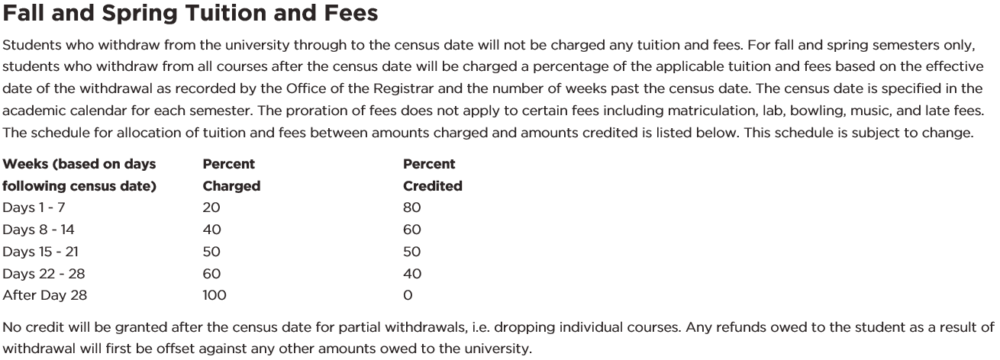 Fall and Spring Tuition and Fees
Students who withdraw from the university through to the census date will not be charged any tuition and fees. For fall and spring semesters only,
students who withdraw from all courses after the census date will be charged a percentage of the applicable tuition and fees based on the effective
date of the withdrawal as recorded by the Office of the Registrar and the number of weeks past the census date. The census date is specified in the
academic calendar for each semester. The proration of fees does not apply to certain fees including matriculation, lab, bowling, music, and late fees.
The schedule for allocation of tuition and fees between amounts charged and amounts credited is listed below. This schedule is subject to change.
Weeks (based on days Percent Percent
following census date) Charged Credited
Days 1 - 7 20 80
Days 8 - 14 40 60
Days 15 - 21 50 50
Days 22 - 28 60 40
After Day 28 100 0
No credit will be granted after the census date for partial withdrawals, i.e. dropping individual courses. Any refunds owed to the student as a result of
withdrawal will first be offset against any other amounts owed to the university.